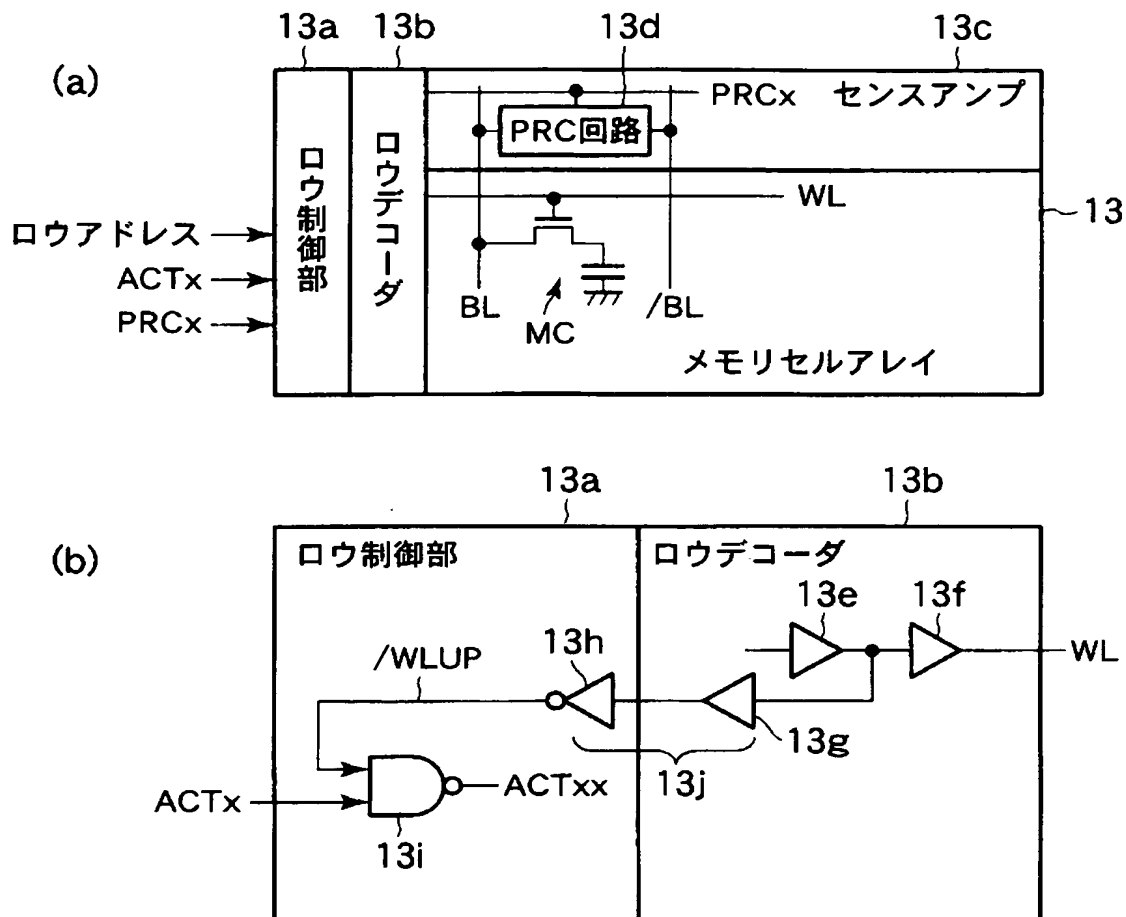 13a
13b
13d
13c
(a)
PRCx
センスアンプ
PRC回路
ロウ制御部
ロウデコーダ
WL
13
ロウアドレス
ACTx
PRCx
BL
MC
/BL
メモリセルアレイ
13a
13b
(b)
ロウ制御部
ロウデコーダ
13e
13f
/WLUP
13h
WL
13g
13j
ACTx
ACTxx
13i